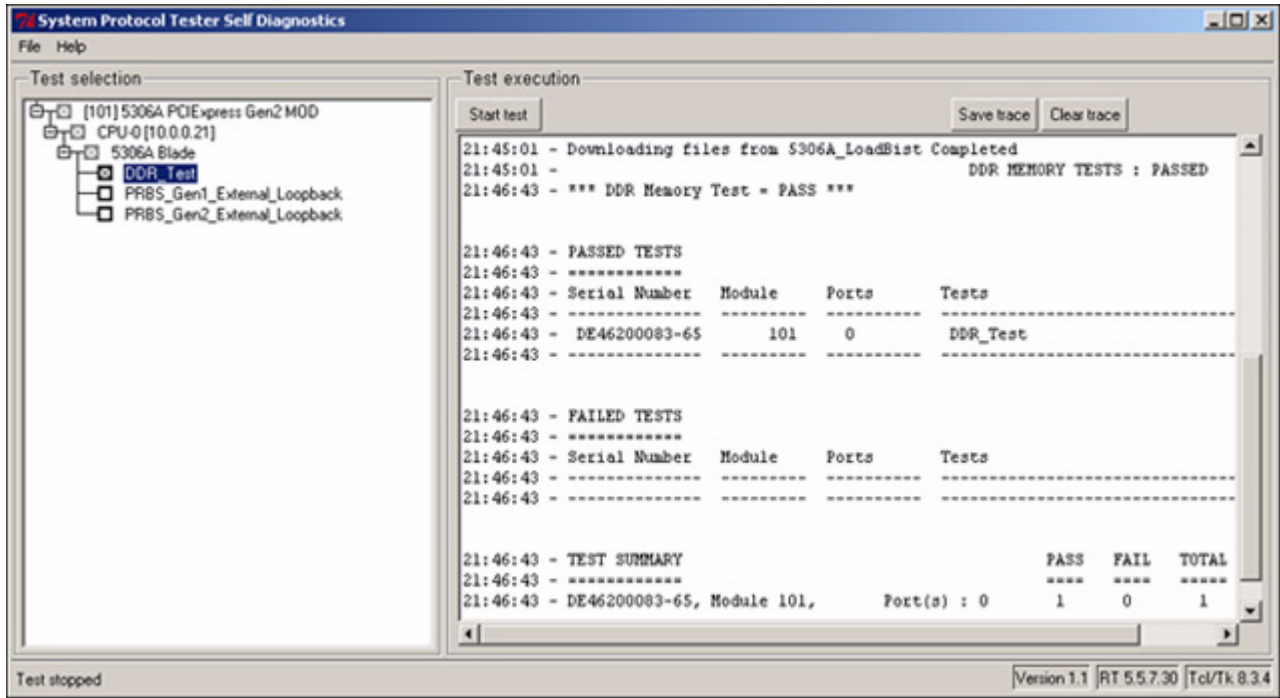 System Protocol Tester Self Diagnostics
File Help
Test selection
[101] 5306A PCIExpress Gen2 MOD
CPU-0 [10.0.0.21]
5306A Blade
DDR_Test
PRBS_Gen1_External_Loopback
PRBS_Gen2_External_Loopback
Test execution
Start test Save trace Clear trace
21:45:01 - Downloading files from 5306A_LoadBist Completed
21:45:01 - DDR MEMORY TESTS : PASSED
21:46:43 - *** DDR Memory Test = PASS ***
21:46:43 - PASSED TESTS
21:46:43 - ============
21:46:43 - Serial Number Module Ports Tests
21:46:43 - -------------- --------- ---------- -------------------------------
21:46:43 - DE46200083-65 101 0 DDR_Test
21:46:43 - -------------- --------- ---------- -------------------------------
21:46:43 - FAILED TESTS
21:46:43 - ============
21:46:43 - Serial Number Module Ports Tests
21:46:43 - -------------- --------- ---------- -------------------------------
21:46:43 - -------------- --------- ---------- -------------------------------
21:46:43 - TEST SUMMARY PASS FAIL TOTAL
21:46:43 - ============ ==== ==== =====
21:46:43 - DE46200083-65, Module 101, Port(s) : 0 1 0 1
Test stopped Version 1.1 RT 5.5.7.30 Tcl/Tk 8.3.4